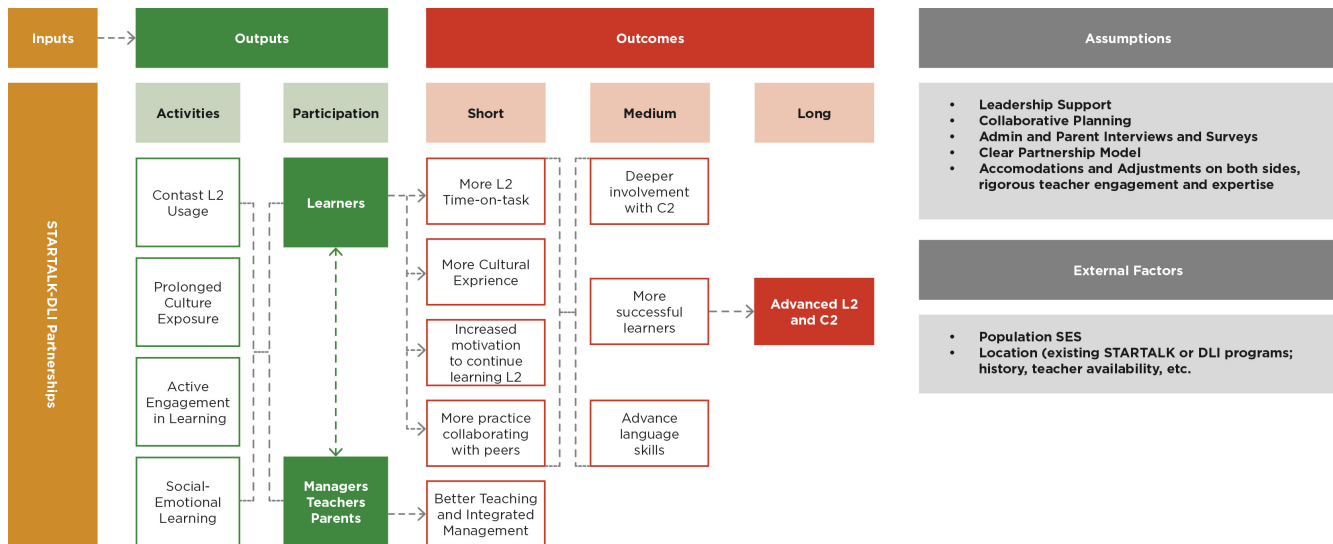 Inputs
Outputs
Outcomes
Assumptions
STARTALK-DLI Partnerships
Activities
Participation
Short
Medium
Long
Contast L2
Usage
Prolonged
Culture
Exposure
Active
Engagement
in Learning
Social-
Emotional
Learning
Learners
Managers
Teachers
Parents
More L2
Time-on-task
More Cultural
Exprience
Increased
motivation
to continue
learning L2
More practice
collaborating
with peers
Better Teaching
and Integrated
Management
Deeper
involvement
with C2
More
successful
learners
Advance
language
skills
Advanced L2
and C2
• Leadership Support
• Collaborative Planning
• Admin and Parent Interviews and Surveys
• Clear Partnership Model
• Accomodations and Adjustments on both sides,
rigorous teacher engagement and expertise
External Factors
• Population SES
• Location (existing STARTALK or DLI programs;
history, teacher availability, etc.